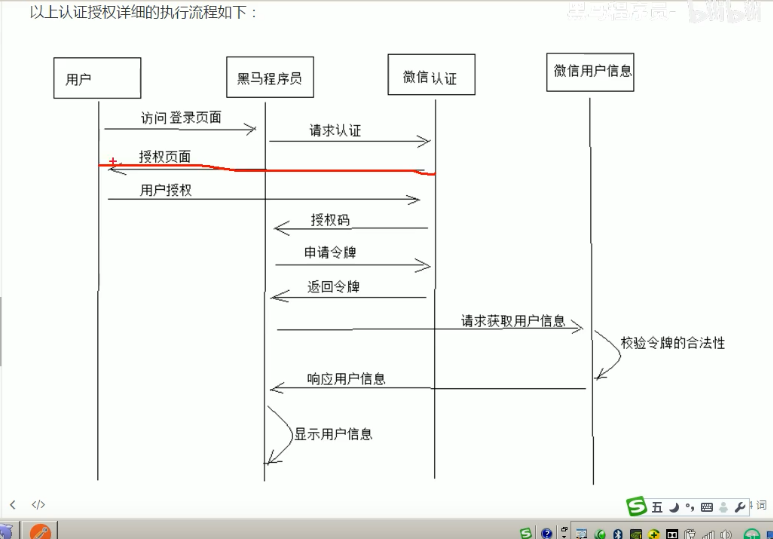 以上认证授权详细的执行流程如下：
用户
黑马程序员
微信认证
微信用户信息
访问登录页面
请求认证
授权页面
用户授权
授权码
申请令牌
返回令牌
请求获取用户信息
校验令牌的合法性
响应用户信息
显示用户信息
</>
五
词